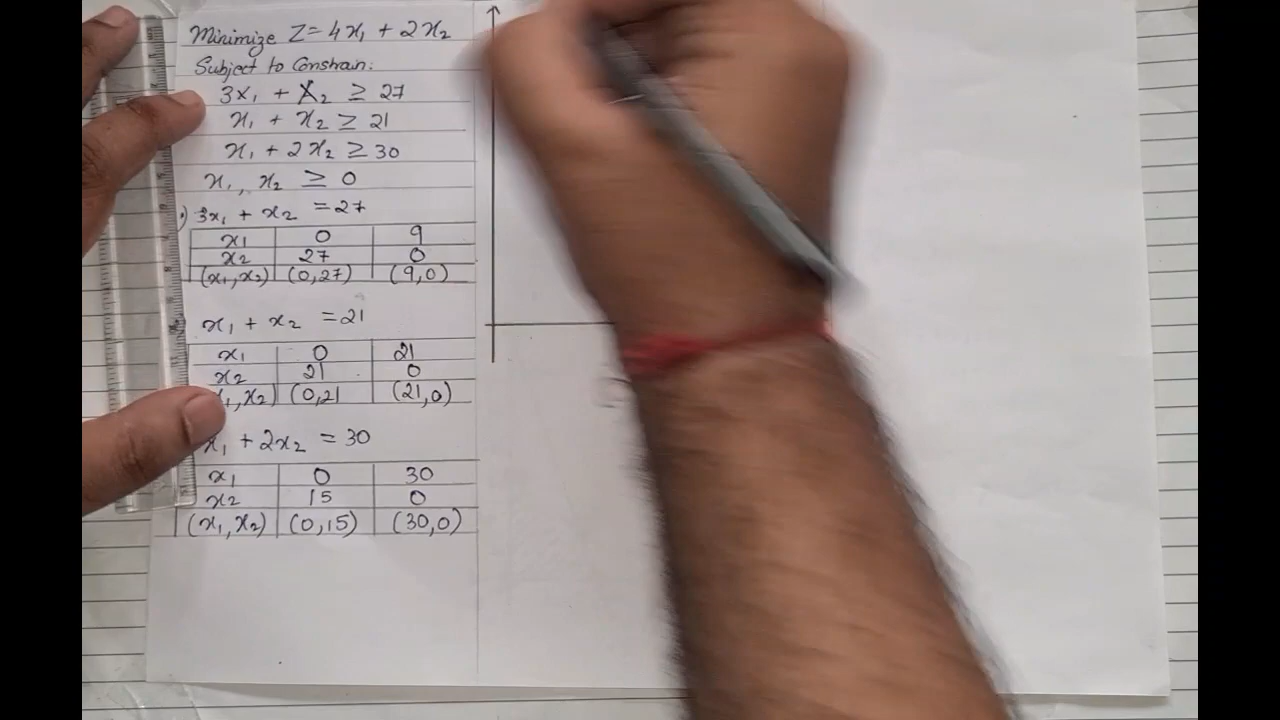 Minimize Z = 4x₁ + 2x₂
Subject to Constrain:
3x₁ + x₂ ≥ 27
x₁ + x₂ ≥ 21
x₁ + 2x₂ ≥ 30
x₁, x₂ ≥ 0
3x₁ + x₂ = 27
x₁ 0 9
x₂ 27 0
(x₁,x₂) (0,27) (9,0)
x₁ + x₂ = 21
x₁ 0 21
x₂ 21 0
x₁,x₂) (0,21 (21,0)
x₁ + 2x₂ = 30
x₁ 0 30
x₂ 15 0
(x₁,x₂) (0,15) (30,0)